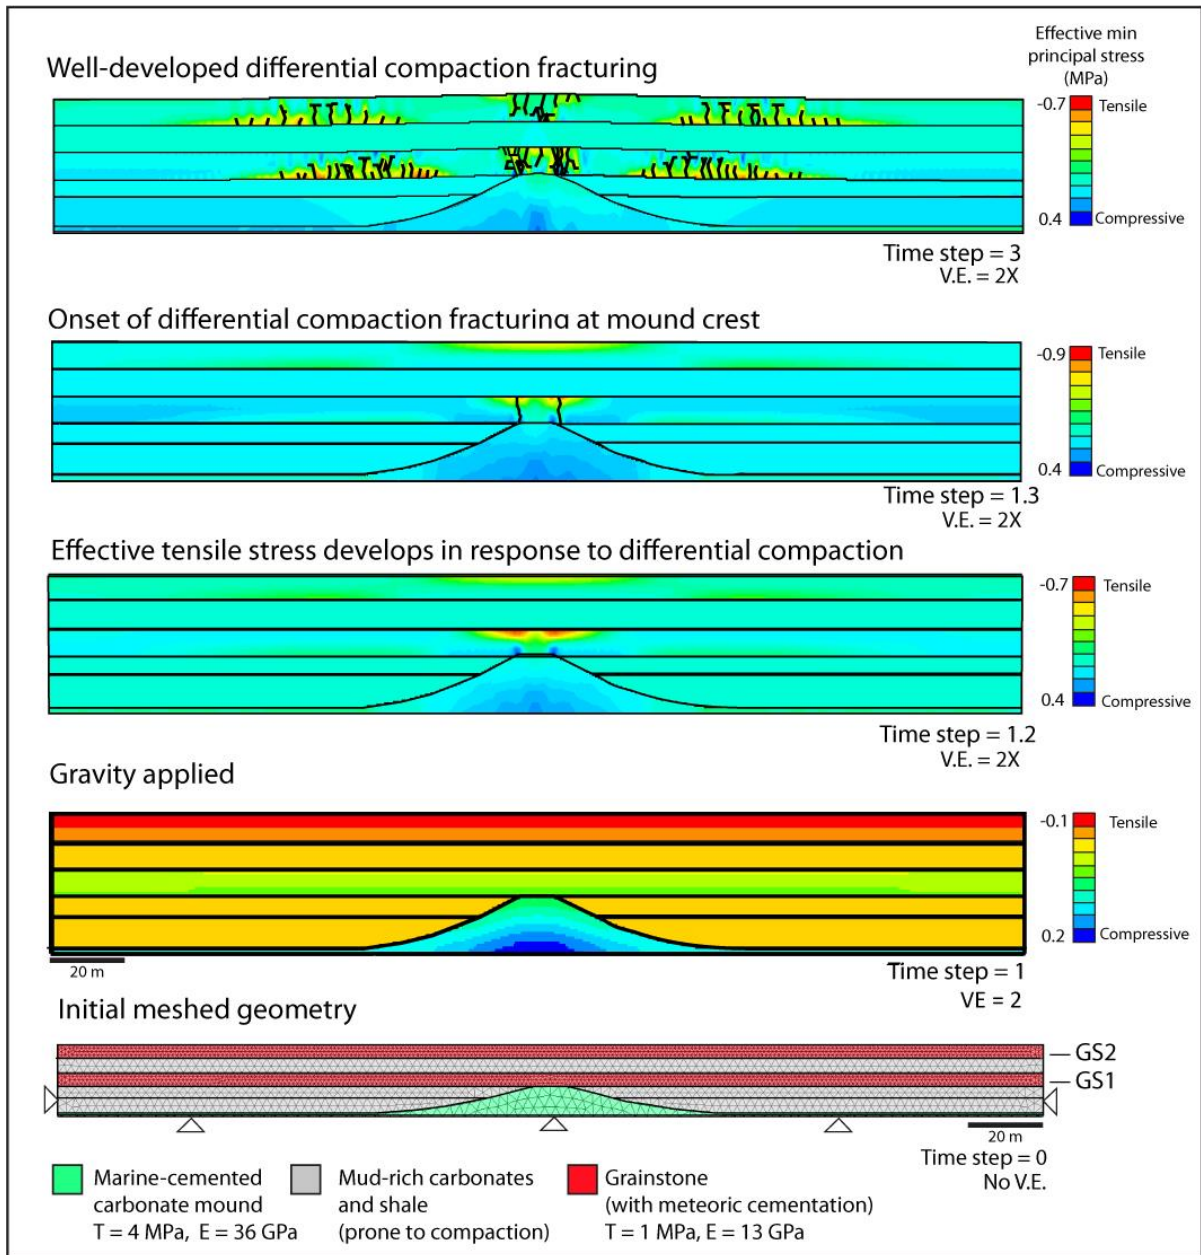 Effective min
principal stress
(MPa)
Well-developed differential compaction fracturing
-0.7 Tensile
0.4 Compressive
Time step = 3
V.E. = 2X
Onset of differential compaction fracturing at mound crest
-0.9 Tensile
0.4 Compressive
Time step = 1.3
V.E. = 2X
Effective tensile stress develops in response to differential compaction
-0.7 Tensile
0.4 Compressive
Time step = 1.2
V.E. = 2X
Gravity applied
-0.1 Tensile
0.2 Compressive
20 m
Time step = 1
VE = 2
Initial meshed geometry
GS2
GS1
20 m
Time step = 0
No V.E.
Marine-cemented
carbonate mound
T = 4 MPa, E = 36 GPa
Mud-rich carbonates
and shale
(prone to compaction)
Grainstone
(with meteoric cementation)
T = 1 MPa, E = 13 GPa